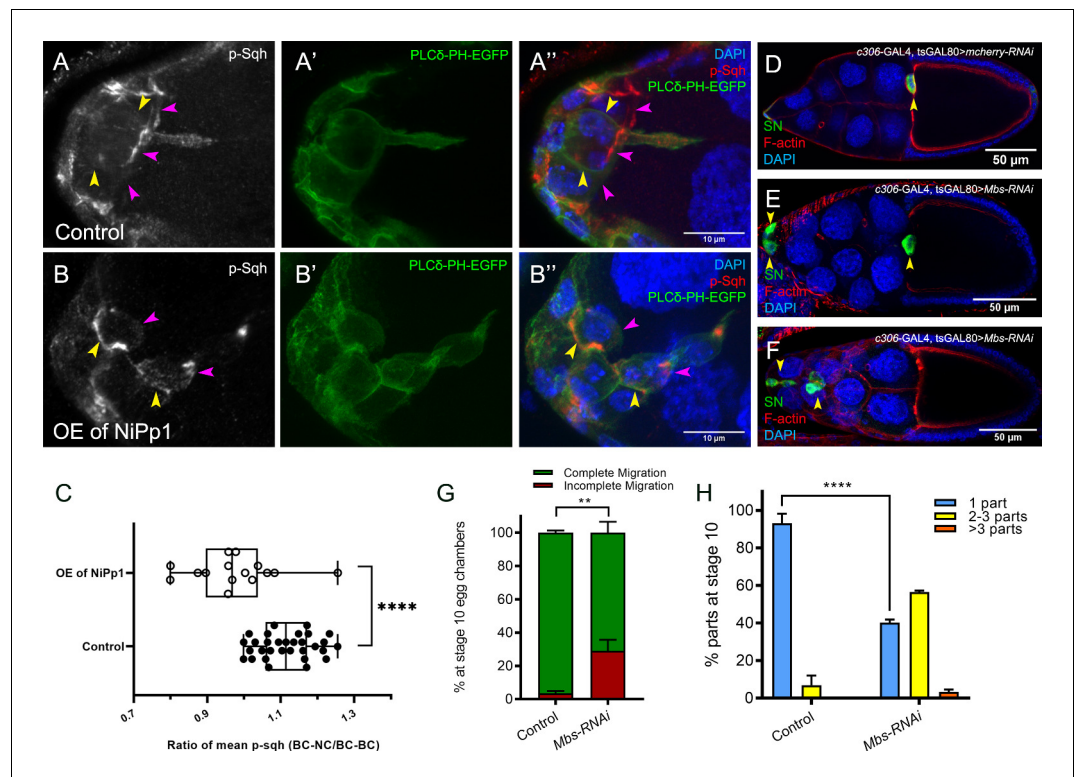 A
p-Sqh
Control
A'
PLCδ-PH-EGFP
A''
DAPI
p-Sqh
PLCδ-PH-EGFP
10 µm
B
p-Sqh
OE of NiPp1
B'
PLCδ-PH-EGFP
B''
DAPI
p-Sqh
PLCδ-PH-EGFP
10 µm
D
c306-GAL4, tsGAL80>mcherry-RNAi
SN
F-actin
DAPI
50 µm
E
c306-GAL4, tsGAL80>Mbs-RNAi
SN
F-actin
DAPI
50 µm
F
c306-GAL4, tsGAL80>Mbs-RNAi
SN
F-actin
DAPI
50 µm
C
OE of NiPp1
Control
****
0.7 0.9 1.1 1.3
Ratio of mean p-sqh (BC-NC/BC-BC)
G
Complete Migration
Incomplete Migration
**
% at stage 10 egg chambers
100
80
60
40
20
0
Control
Mbs-RNAi
H
****
1 part
2-3 parts
>3 parts
% parts at stage 10
100
80
60
40
20
0
Control
Mbs-RNAi